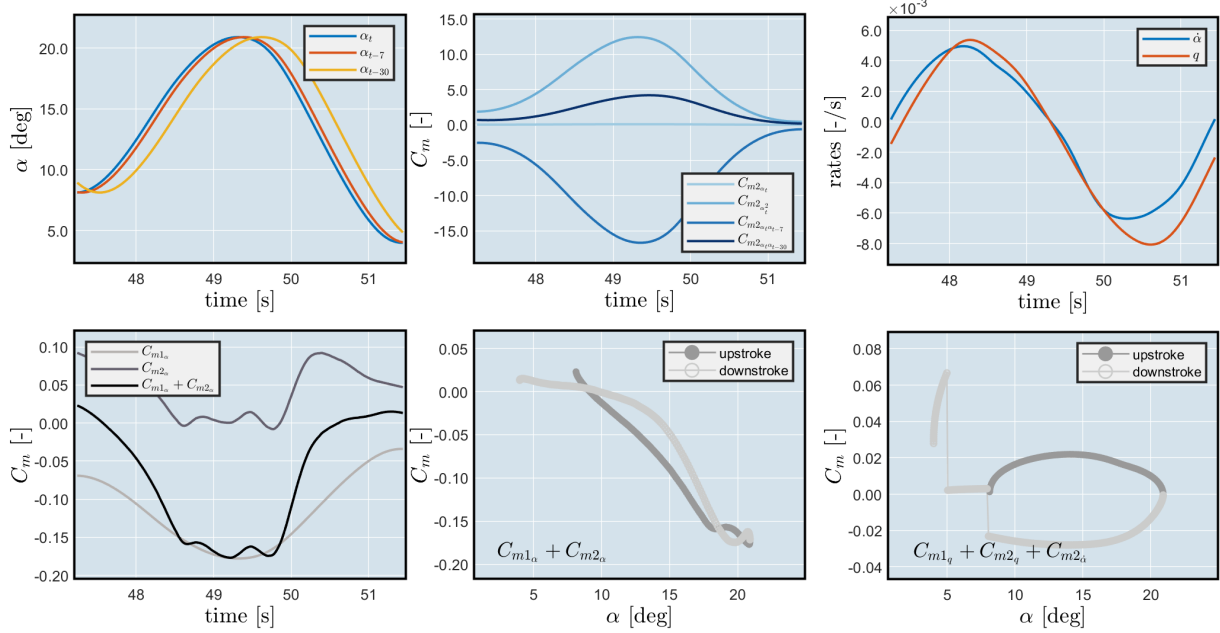 20.0
15.0
10.0
5.0
α [deg]
48 49 50 51
time [s]
α_t
α_{t−7}
α_{t−30}
15.0
10.0
5.0
0.0
-5.0
-10.0
-15.0
C_m [-]
48 49 50 51
time [s]
C_{m2_{α_t}}
C_{m2_{α_t^2}}
C_{m2_{α_tα_{t−7}}}
C_{m2_{α_tα_{t−30}}}
×10^{-3}
6.0
4.0
2.0
0.0
-2.0
-4.0
-6.0
-8.0
rates [-/s]
48 49 50 51
time [s]
α̇
q
0.10
0.05
0.00
-0.05
-0.10
-0.15
-0.20
C_m [-]
48 49 50 51
time [s]
C_{m1_α}
C_{m2_α}
C_{m1_α} + C_{m2_α}
0.05
0.00
-0.05
-0.10
-0.15
-0.20
C_m [-]
5 10 15 20
α [deg]
upstroke
downstroke
C_{m1_α} + C_{m2_α}
0.08
0.06
0.04
0.02
0.00
-0.02
-0.04
C_m [-]
5 10 15 20
α [deg]
upstroke
downstroke
C_{m1_q} + C_{m2_q} + C_{m2_α̇}